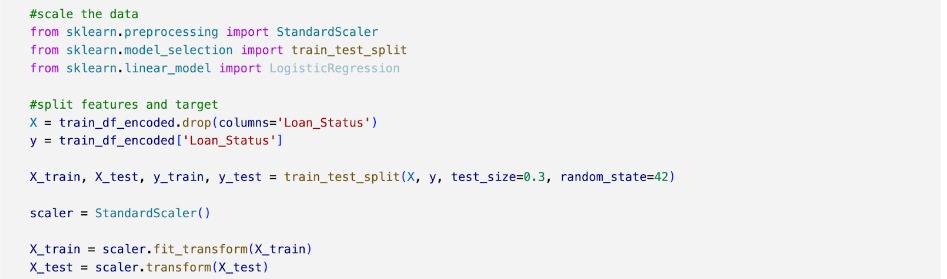 #scale the data
from sklearn.preprocessing import StandardScaler
from sklearn.model_selection import train_test_split
from sklearn.linear_model import LogisticRegression
#split features and target
X = train_df_encoded.drop(columns='Loan_Status')
y = train_df_encoded['Loan_Status']
X_train, X_test, y_train, y_test = train_test_split(X, y, test_size=0.3, random_state=42)
scaler = StandardScaler()
X_train = scaler.fit_transform(X_train)
X_test = scaler.transform(X_test)